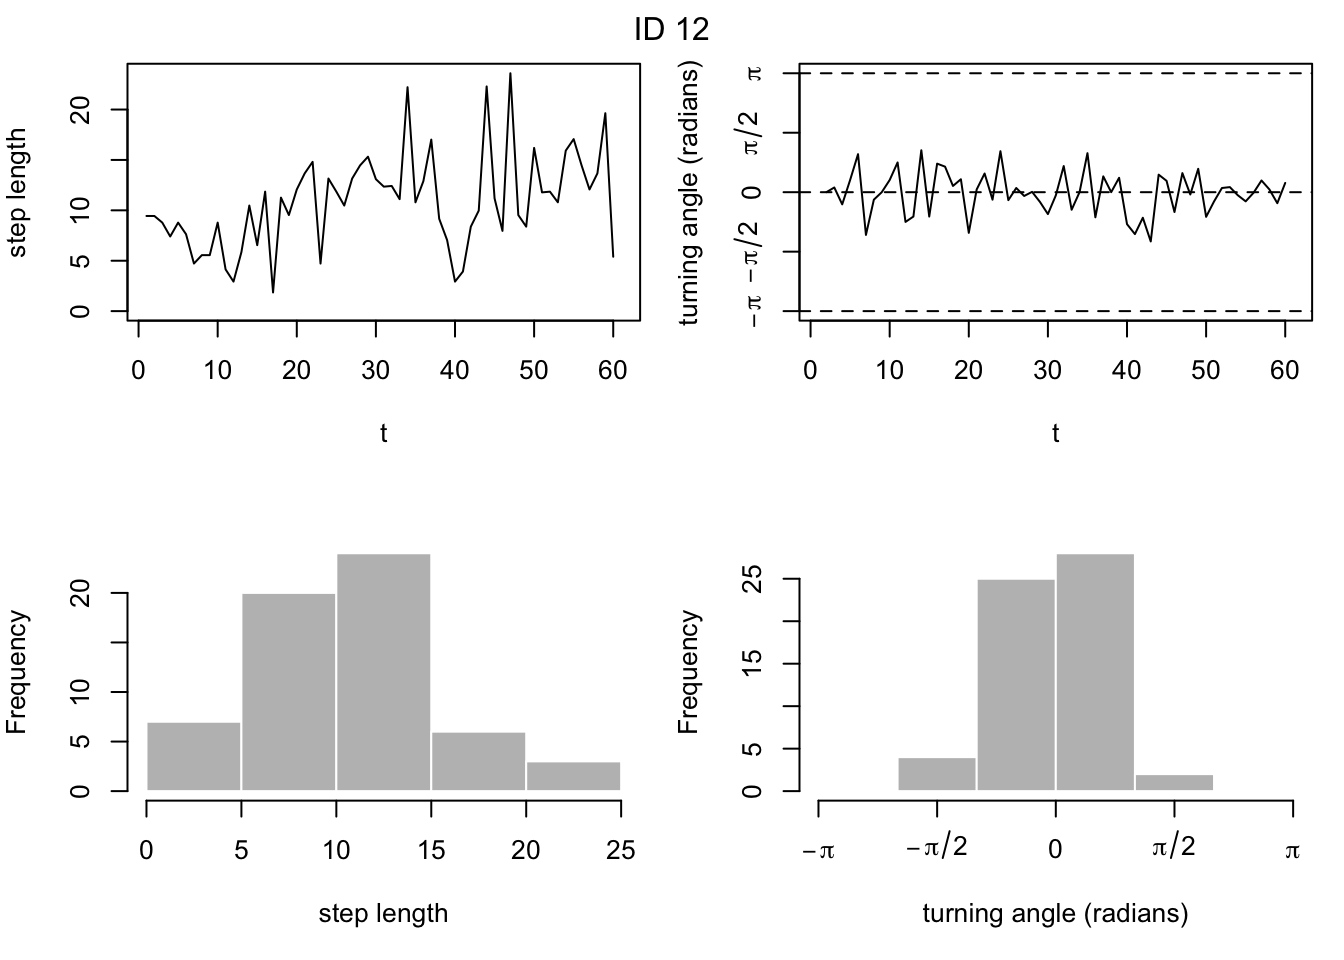 ID 12
step length
0 5 10 20
0 10 20 30 40 50 60
t
turning angle (radians)
−π −π/2 0 π/2 π
0 10 20 30 40 50 60
t
Frequency
0 5 10 20
0 5 10 15 20 25
step length
Frequency
0 5 15 25
−π −π/2 0 π/2 π
turning angle (radians)